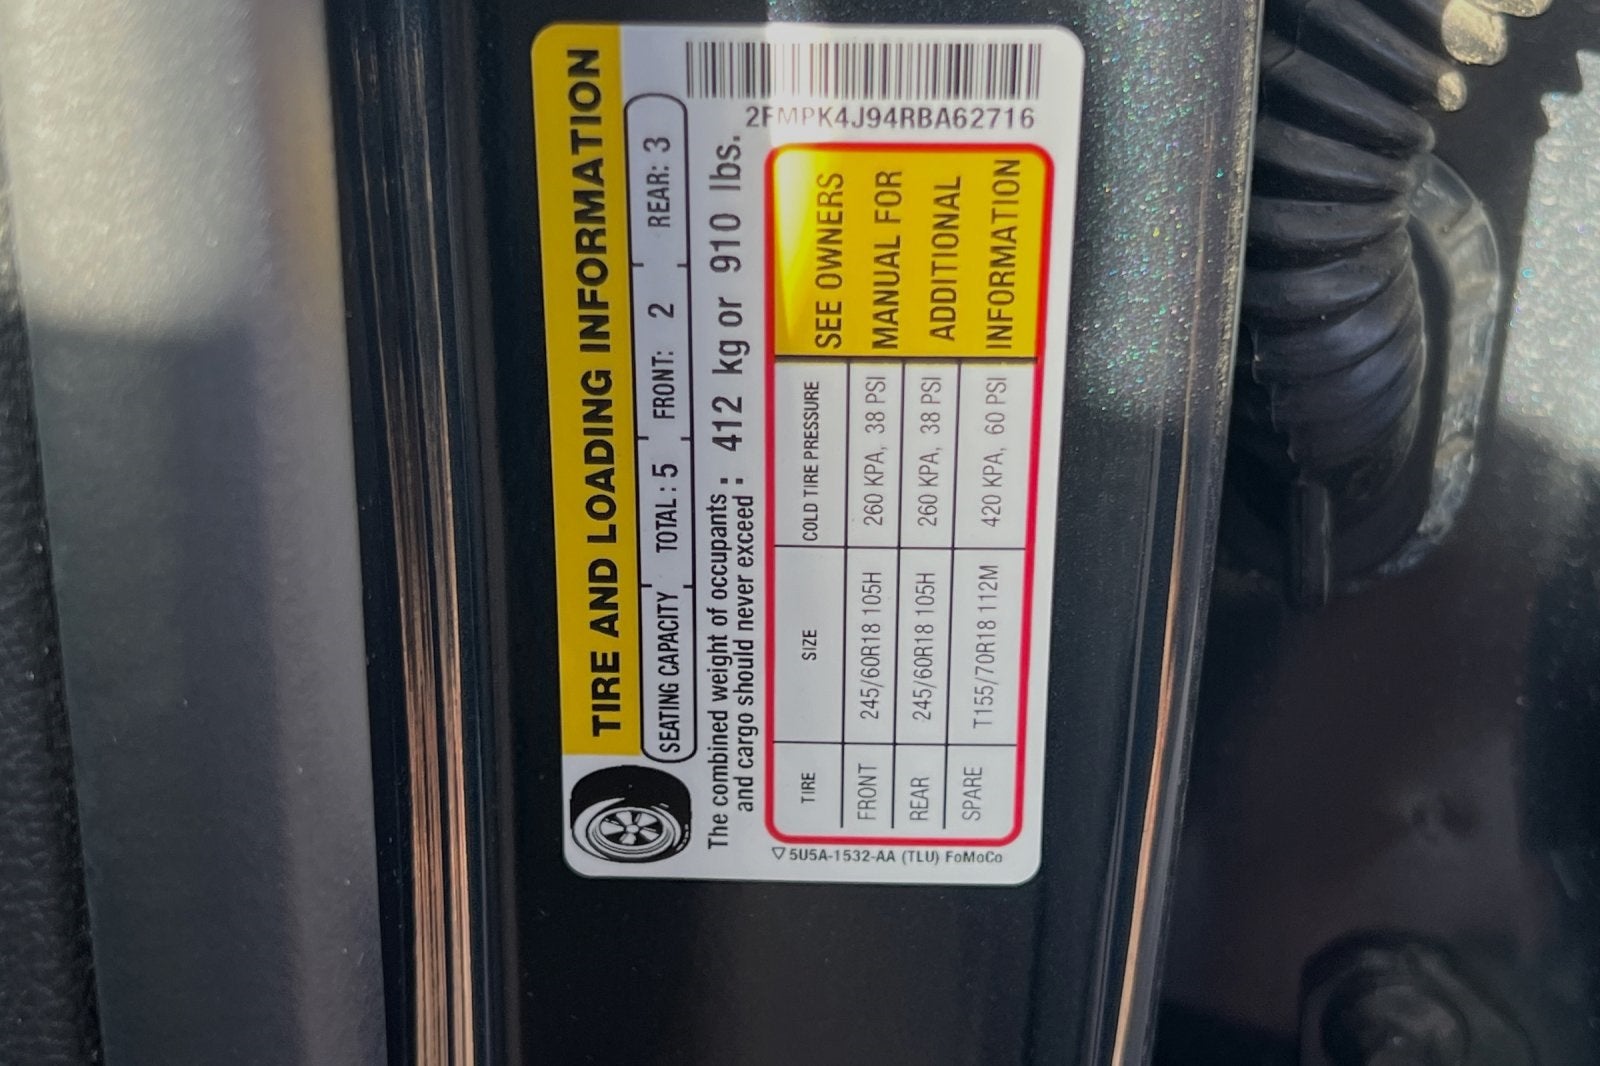 TIRE AND LOADING INFORMATION
SEATING CAPACITY TOTAL: 5 FRONT: 2 REAR: 3
The combined weight of occupants :
and cargo should never exceed : 412 kg or 910 lbs.
2FMPK4J94RBA62716
TIRE SIZE COLD TIRE PRESSURE
FRONT 245/60R18 105H 260 KPA, 38 PSI
REAR 245/60R18 105H 260 KPA, 38 PSI
SPARE T155/70R18 112M 420 KPA, 60 PSI
SEE OWNERS
MANUAL FOR
ADDITIONAL
INFORMATION
▽5U5A-1532-AA (TLU) FoMoCo